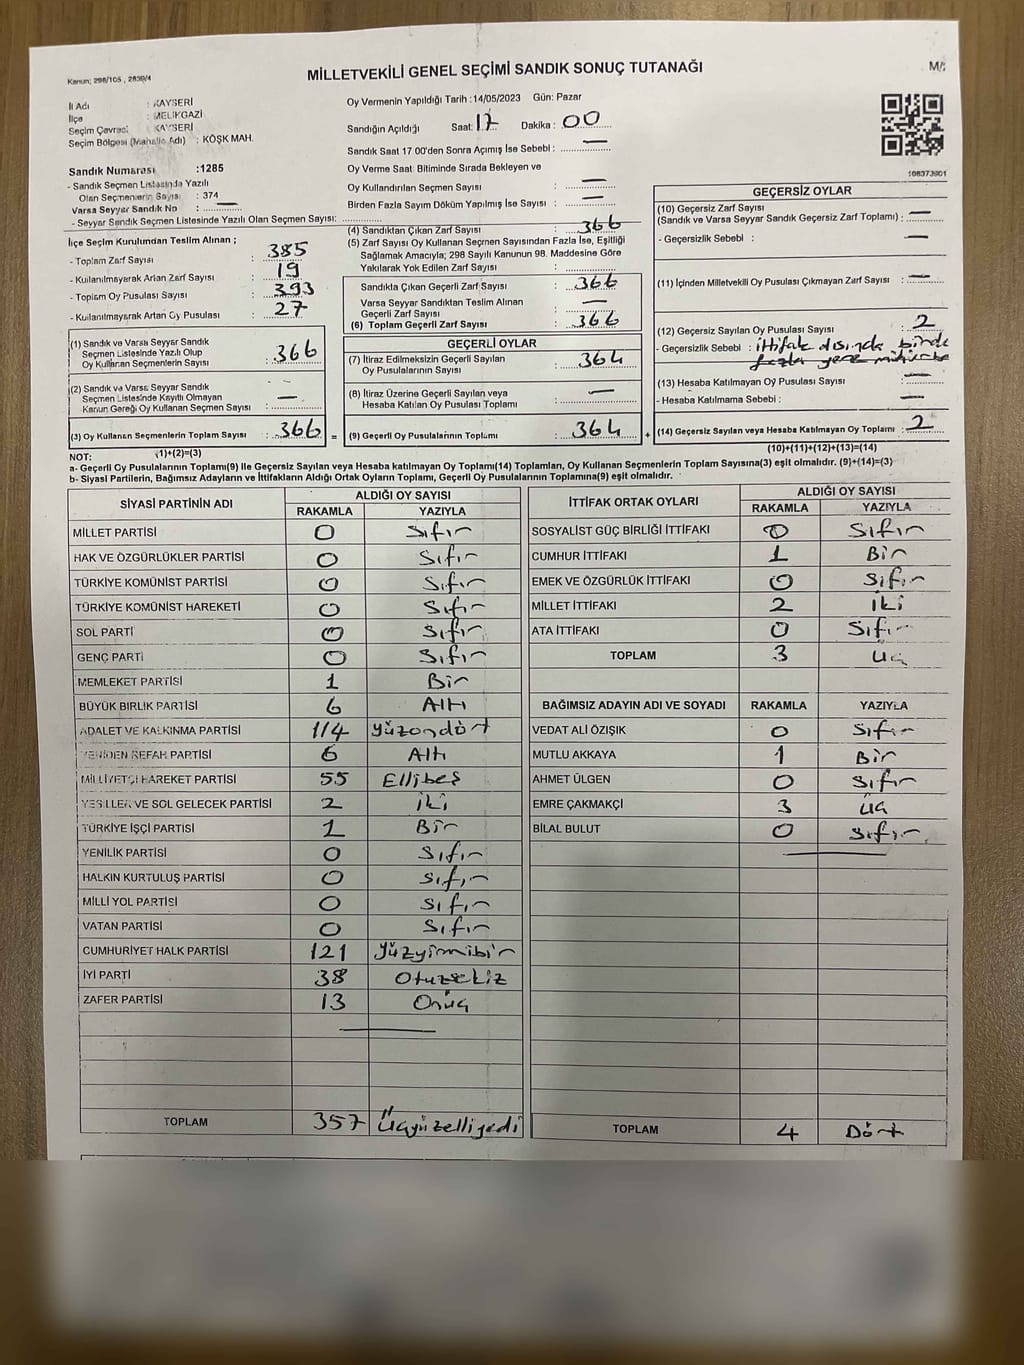 Kanun; 298/105 , 2839/4
MİLLETVEKİLİ GENEL SEÇİMİ SANDIK SONUÇ TUTANAĞI
İl Adı : KAYSERİ
İlçe : MELİKGAZİ
Seçim Çevresi : KAYSERİ
Seçim Bölgesi (Mahalle Adı) : KÖŞK MAH.
Oy Vermenin Yapıldığı Tarih : 14/05/2023 Gün: Pazar
Sandığın Açıldığı Saat: 17 Dakika : 00
Sandık Saat 17 00'den Sonra Açımış İse Sebebi : —
Oy Verme Saat Bitiminde Sırada Bekleyen ve
Oy Kullandırılan Seçmen Sayısı : —
Birden Fazla Sayım Döküm Yapılmış İse Sayısı : —
Sandık Numarası : 1285
- Sandık Seçmen Listesinde Yazılı
Olan Seçmenlerin Sayısı : 374
Varsa Seyyar Sandık No : —
- Seyyar Sandık Seçmen Listesinde Yazılı Olan Seçmen Sayısı:
108373901
İlçe Seçim Kurulundan Teslim Alınan ;
- Toplam Zarf Sayısı : 385
- Kullanılmayarak Artan Zarf Sayısı : 19
- Toplam Oy Pusulası Sayısı : 393
- Kullanılmayarak Artan Oy Pusulası : 27
(1) Sandık ve Varsa Seyyar Sandık
Seçmen Listesinde Yazılı Olup
Oy Kullanan Seçmenlerin Sayısı : 366
(2) Sandık ve Varsa Seyyar Sandık
Seçmen Listesinde Kayıtlı Olmayan
Kanun Gereği Oy Kullanan Seçmen Sayısı : —
(3) Oy Kullanan Seçmenlerin Toplam Sayısı : 366 =
(4) Sandıktan Çıkan Zarf Sayısı : 366
(5) Zarf Sayısı Oy Kullanan Seçmen Sayısından Fazla İse, Eşitliği
Sağlamak Amacıyla; 298 Sayılı Kanunun 98. Maddesine Göre
Yakılarak Yok Edilen Zarf Sayısı :
Sandıkta Çıkan Geçerli Zarf Sayısı : 366
Varsa Seyyar Sandıktan Teslim Alınan
Geçerli Zarf Sayısı : —
(6) Toplam Geçerli Zarf Sayısı : 366
GEÇERLİ OYLAR
(7) İtiraz Edilmeksizin Geçerli Sayılan
Oy Pusulalarının Sayısı : 364
(8) İtiraz Üzerine Geçerli Sayılan veya
Hesaba Katılan Oy Pusulası Toplamı : —
(9) Geçerli Oy Pusulalarının Toplamı : 364 +
GEÇERSİZ OYLAR
(10) Geçersiz Zarf Sayısı
(Sandık ve Varsa Seyyar Sandık Geçersiz Zarf Toplamı) : —
- Geçersizlik Sebebi : —
(11) İçinden Milletvekili Oy Pusulası Çıkmayan Zarf Sayısı : —
(12) Geçersiz Sayılan Oy Pusulası Sayısı : 2
- Geçersizlik Sebebi : ittifak dışında birden
fazla yere
(13) Hesaba Katılmayan Oy Pusulası Sayısı : —
- Hesaba Katılmama Sebebi : —
(14) Geçersiz Sayılan veya Hesaba Katılmayan Oy Toplamı : 2
NOT: (1)+(2)=(3) (10)+(11)+(12)+(13)=(14)
a- Geçerli Oy Pusulalarının Toplamı(9) ile Geçersiz Sayılan veya Hesaba katılmayan Oy Toplamı(14) Toplamları, Oy Kullanan Seçmenlerin Toplam Sayısına(3) eşit olmalıdır. (9)+(14)=(3)
b- Siyasi Partilerin, Bağımsız Adayların ve İttifakların Aldığı Ortak Oyların Toplamı, Geçerli Oy Pusulalarının Toplamına(9) eşit olmalıdır.
SİYASİ PARTİNİN ADI ALDIĞI OY SAYISI
RAKAMLA YAZIYLA
MİLLET PARTİSİ 0 Sıfır
HAK VE ÖZGÜRLÜKLER PARTİSİ 0 Sıfır
TÜRKİYE KOMÜNİST PARTİSİ 0 Sıfır
TÜRKİYE KOMÜNİST HAREKETİ 0 Sıfır
SOL PARTİ 0 Sıfır
GENÇ PARTİ 0 Sıfır
MEMLEKET PARTİSİ 1 Bir
BÜYÜK BİRLİK PARTİSİ 6 Altı
ADALET VE KALKINMA PARTİSİ 114 Yüzondört
YENİDEN REFAH PARTİSİ 6 Altı
MİLLİYETÇİ HAREKET PARTİSİ 55 Ellibeş
YEŞİLLER VE SOL GELECEK PARTİSİ 2 iki
TÜRKİYE İŞÇİ PARTİSİ 1 Bir
YENİLİK PARTİSİ 0 Sıfır
HALKIN KURTULUŞ PARTİSİ 0 Sıfır
MİLLİ YOL PARTİSİ 0 Sıfır
VATAN PARTİSİ 0 Sıfır
CUMHURİYET HALK PARTİSİ 121 Yüzyirmibir
İYİ PARTİ 38 Otuzsekiz
ZAFER PARTİSİ 13 Onüç
TOPLAM 357 Üçyüzelliyedi
İTTİFAK ORTAK OYLARI ALDIĞI OY SAYISI
RAKAMLA YAZIYLA
SOSYALİST GÜÇ BİRLİĞİ İTTİFAKI 0 Sıfır
CUMHUR İTTİFAKI 1 Bir
EMEK VE ÖZGÜRLÜK İTTİFAKI 0 Sıfır
MİLLET İTTİFAKI 2 iki
ATA İTTİFAKI 0 Sıfır
TOPLAM 3 üç
BAĞIMSIZ ADAYIN ADI VE SOYADI RAKAMLA YAZIYLA
VEDAT ALİ ÖZIŞIK 0 Sıfır
MUTLU AKKAYA 1 Bir
AHMET ÜLGEN 0 Sıfır
EMRE ÇAKMAKÇİ 3 üç
BİLAL BULUT 0 Sıfır
TOPLAM 4 Dört